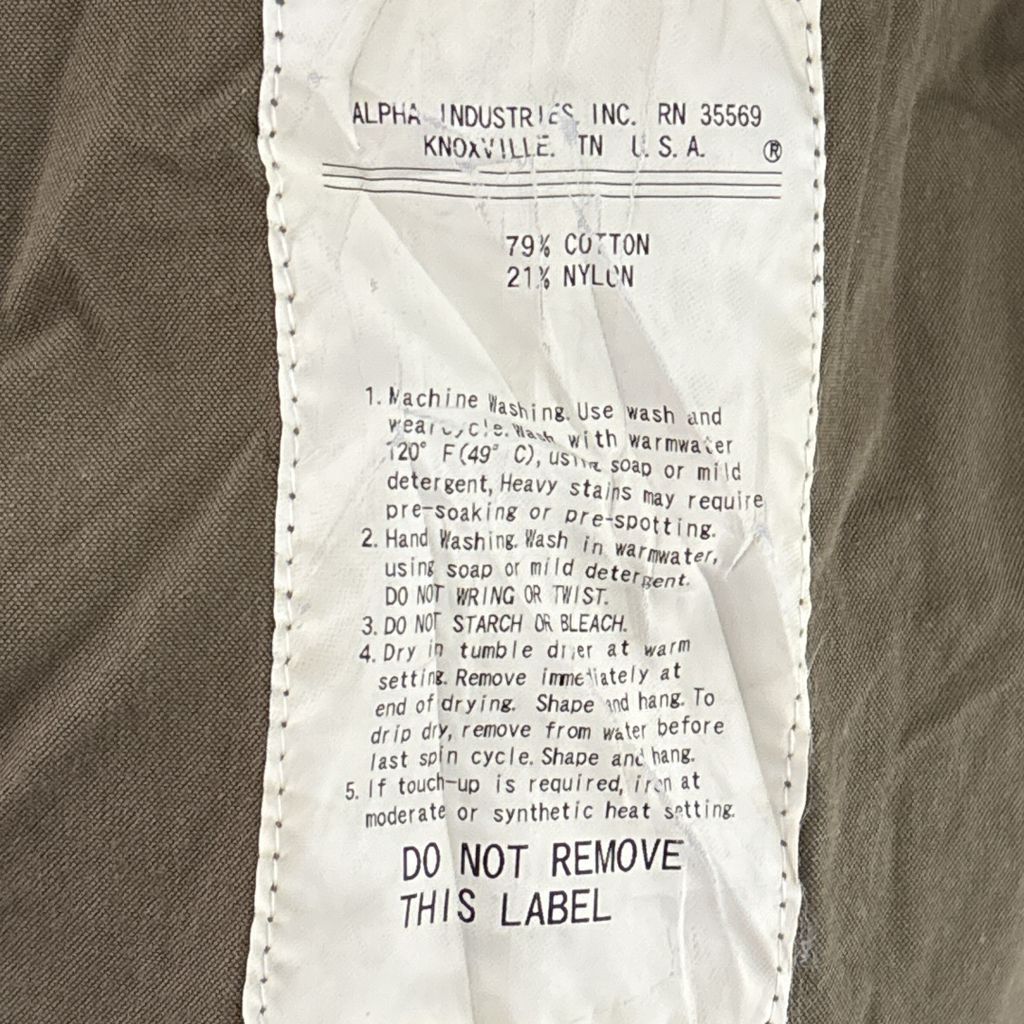 ALPHA INDUSTRIES, INC. RN 35569
KNOXVILLE. TN U.S.A. ®
79% COTTON
21% NYLON
1. Machine Washing. Use wash and
wear cycle. Wash with warmwater
120° F(49° C), using soap or mild
detergent, Heavy stains may require
pre-soaking or pre-spotting.
2. Hand Washing. Wash in warmwater,
using soap or mild detergent.
DO NOT WRING OR TWIST.
3. DO NOT STARCH OR BLEACH.
4. Dry in tumble drier at warm
setting. Remove immediately at
end of drying. Shape and hang. To
drip dry, remove from water before
last spin cycle. Shape and hang.
5. If touch-up is required, iron at
moderate or synthetic heat setting.
DO NOT REMOVE
THIS LABEL